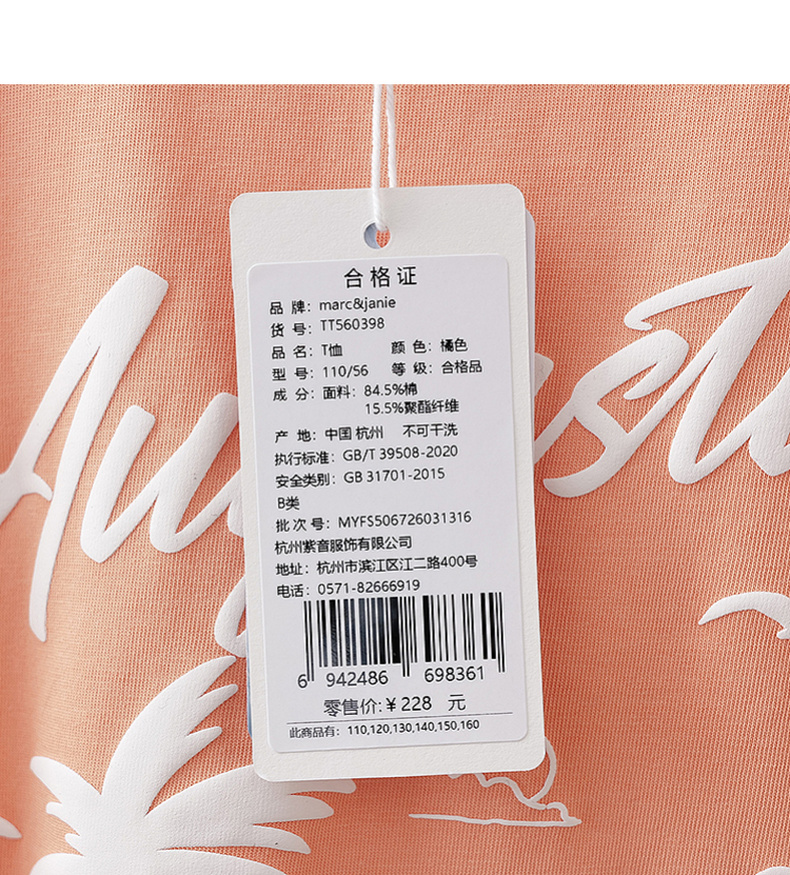 合格证
品 牌：marc&janie
货 号：TT560398
品 名：T恤 颜 色：橘色
型 号：110/56 等 级：合格品
成 分：面料：84.5%棉
15.5%聚酯纤维
产 地：中国 杭州 不可干洗
执行标准：GB/T 39508-2020
安全类别：GB 31701-2015
B类
批 次 号：MYFS506726031316
杭州紫音服饰有限公司
地址：杭州市滨江区江二路400号
电话：0571-82666919
6 942486 698361
零售价:￥228 元
此商品有：110,120,130,140,150,160